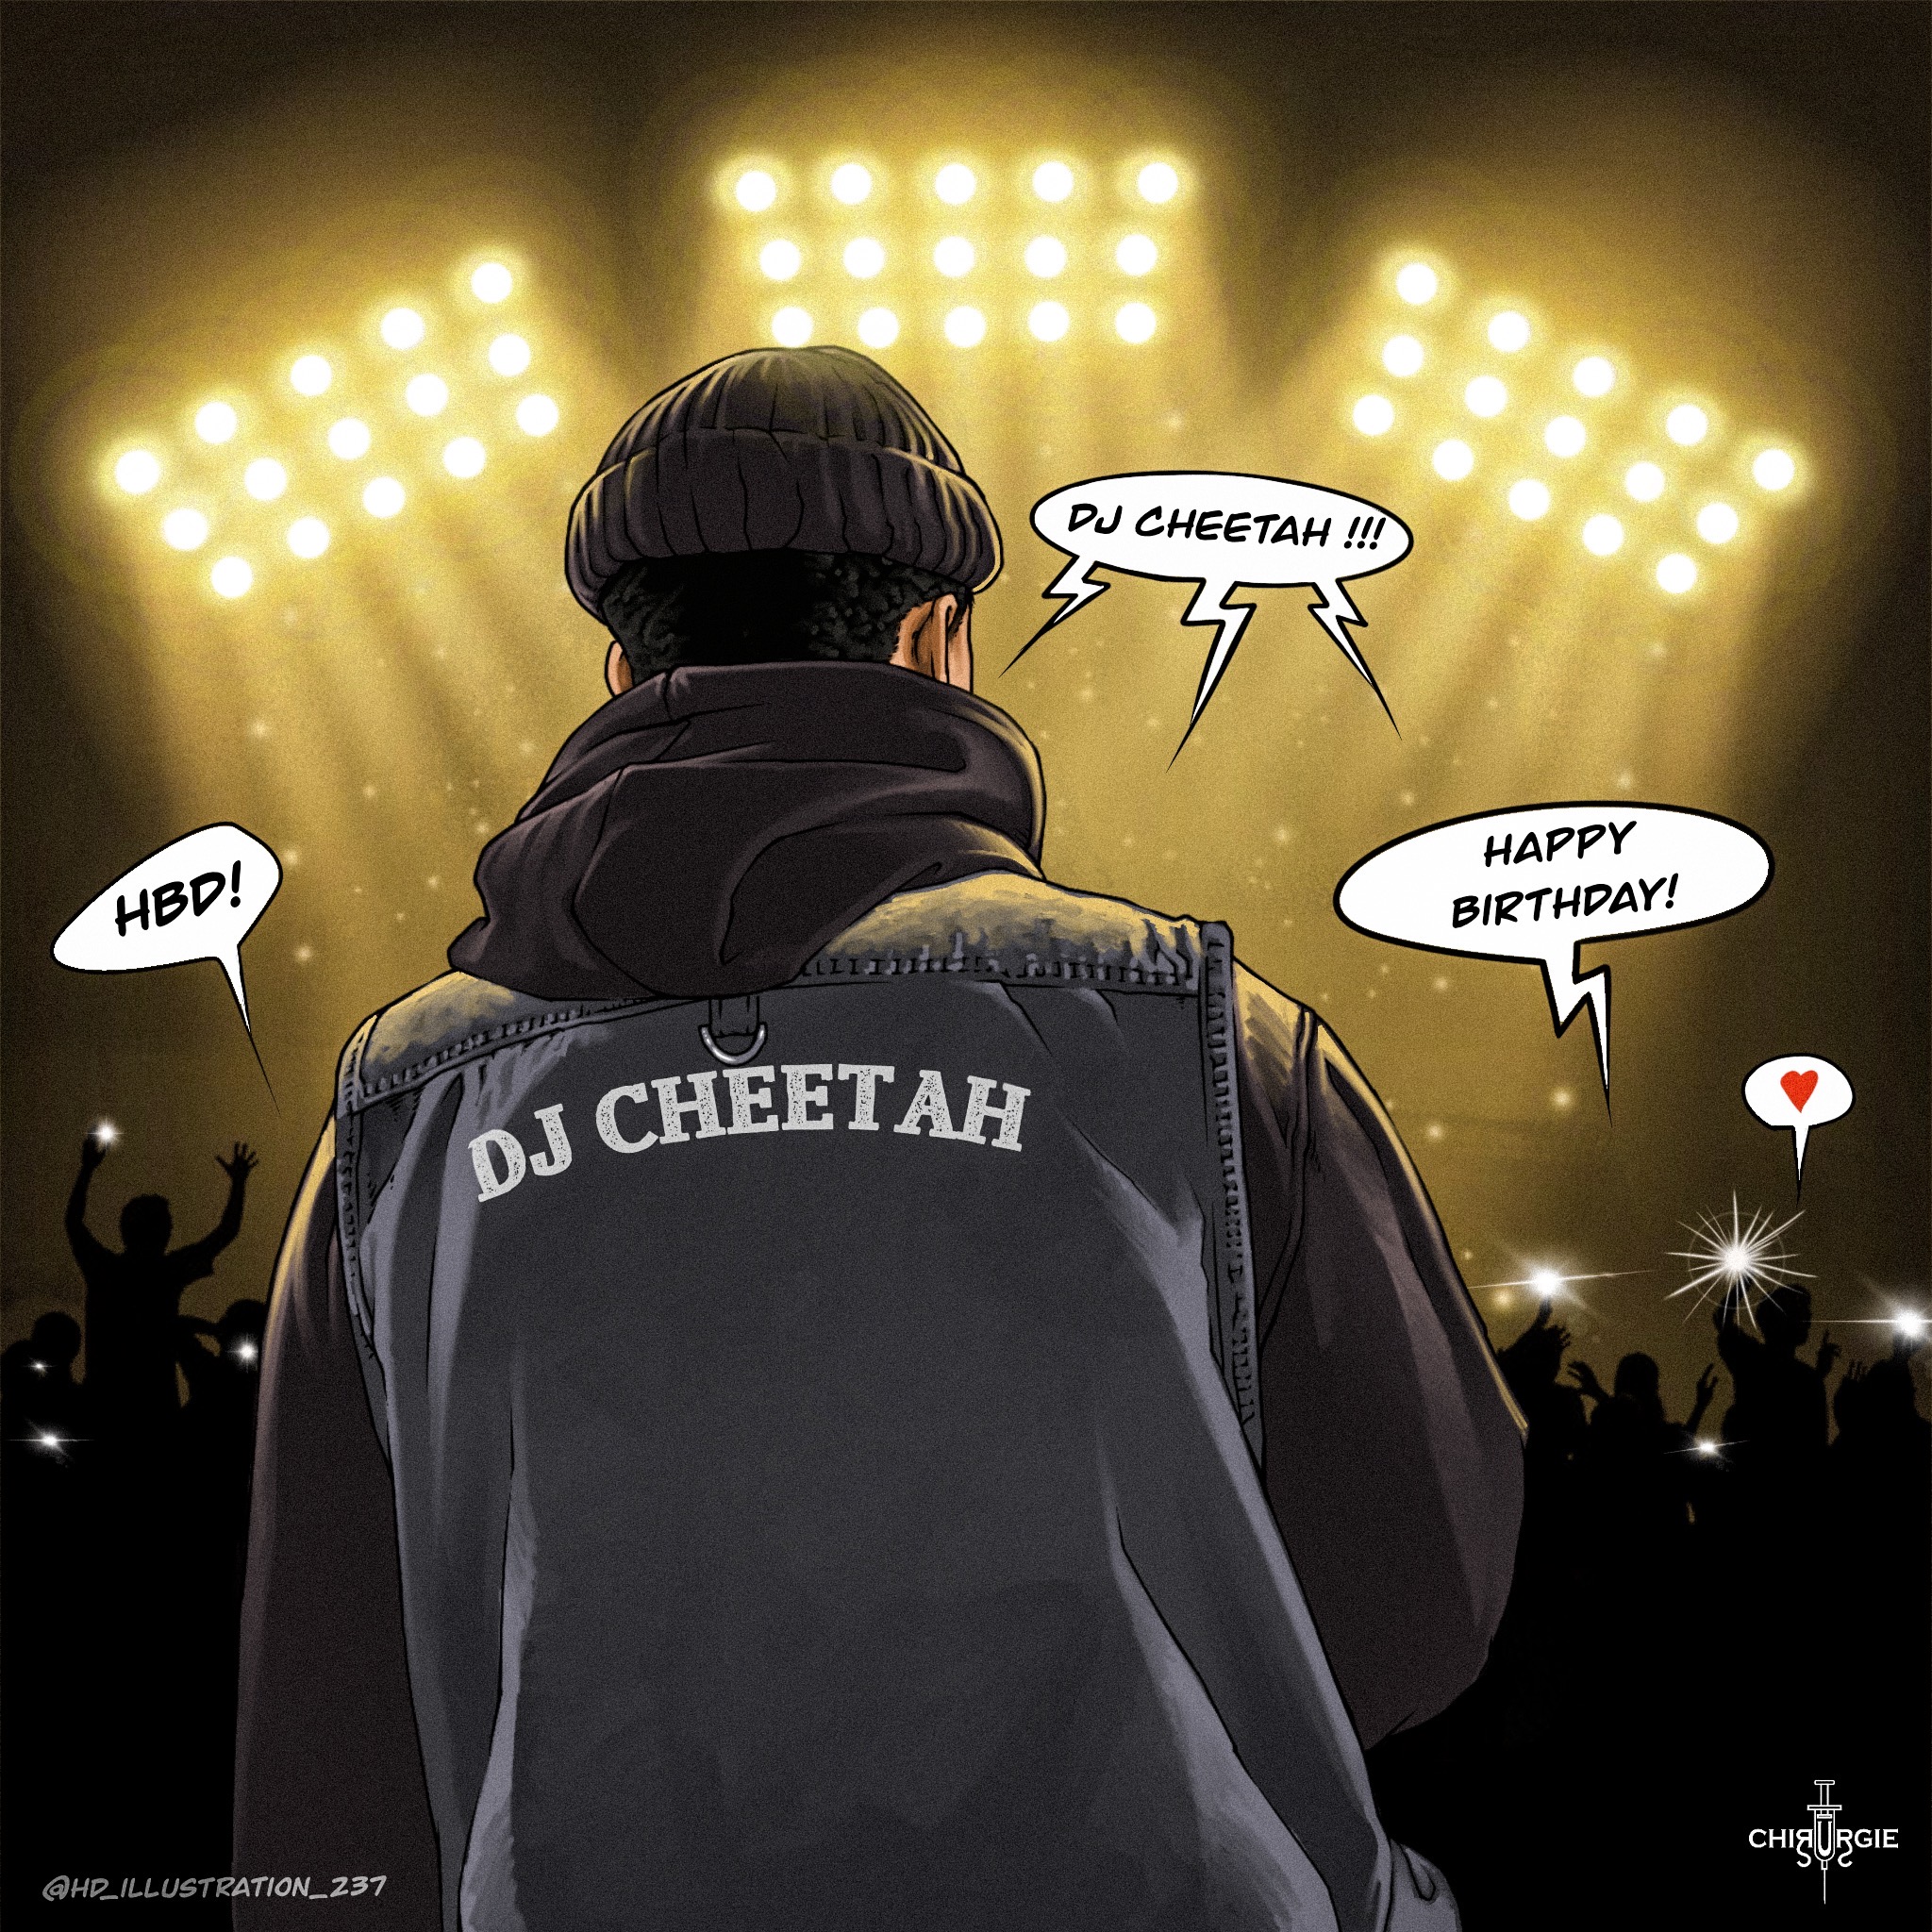 DJ CHEETAH !!!
HAPPY
BIRTHDAY!
HBD!
DJ CHEETAH
CHIRURGIE
@HD_ILLUSTRATION_237